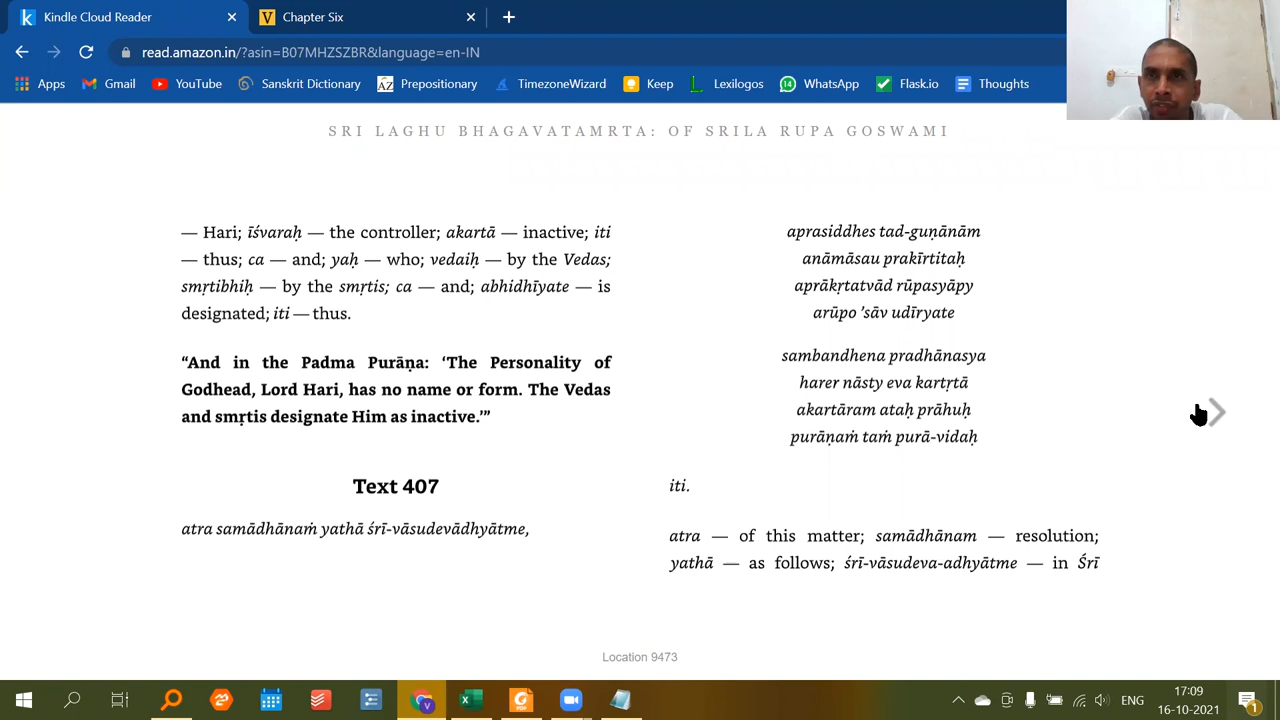 Kindle Cloud Reader
Chapter Six
read.amazon.in/?asin=B07MHZSZBR&language=en-IN
Apps
Gmail
YouTube
Sanskrit Dictionary
AZ
Prepositionary
TimezoneWizard
Keep
Lexilogos
14
WhatsApp
Flask.io
Thoughts
SRI LAGHU BHAGAVATAMRTA: OF SRILA RUPA GOSWAMI
— Hari; īśvaraḥ — the controller; akartā — inactive; iti
— thus; ca — and; yaḥ — who; vedaiḥ — by the Vedas;
smṛtibhiḥ — by the smṛtis; ca — and; abhidhīyate — is
designated; iti — thus.
“And in the Padma Purāṇa: ‘The Personality of
Godhead, Lord Hari, has no name or form. The Vedas
and smṛtis designate Him as inactive.’”
Text 407
atra samādhānaṁ yathā śrī-vāsudevādhyātme,
aprasiddhes tad-guṇānām
anāmāsau prakīrtitaḥ
aprākṛtatvād rūpasyāpy
arūpo ’sāv udīryate
sambandhena pradhānasya
harer nāsty eva kartṛtā
akartāram ataḥ prāhuḥ
purāṇaṁ taṁ purā-vidaḥ
iti.
atra — of this matter; samādhānam — resolution;
yathā — as follows; śrī-vāsudeva-adhyātme — in Śrī
Location 9473
ENG
17:09
16-10-2021
1